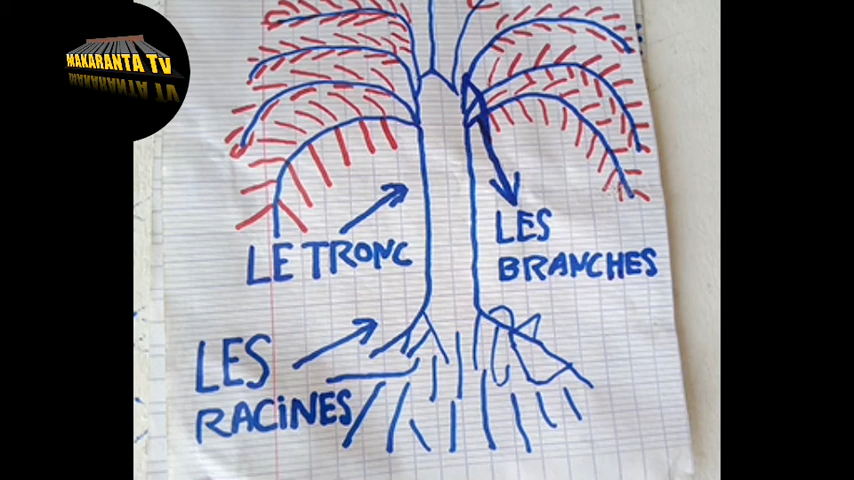 MAKARANTA TV
LE TRONC
LES
BRANCHES
LES
RACINES